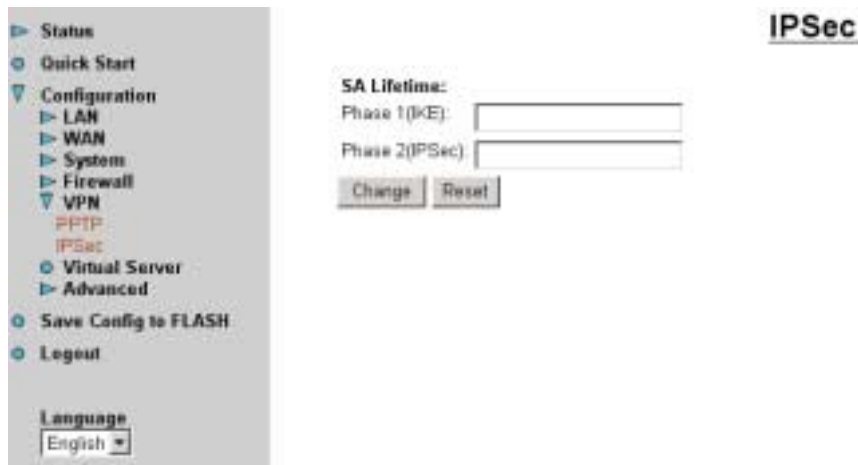 IPSec
Status
Quick Start
Configuration
LAN
WAN
System
Firewall
VPN
PPTP
IPSec
Virtual Server
Advanced
Save Config to FLASH
Logout
Language
English
SA Lifetime:
Phase 1(IKE):
Phase 2(IPSec):
Change Reset